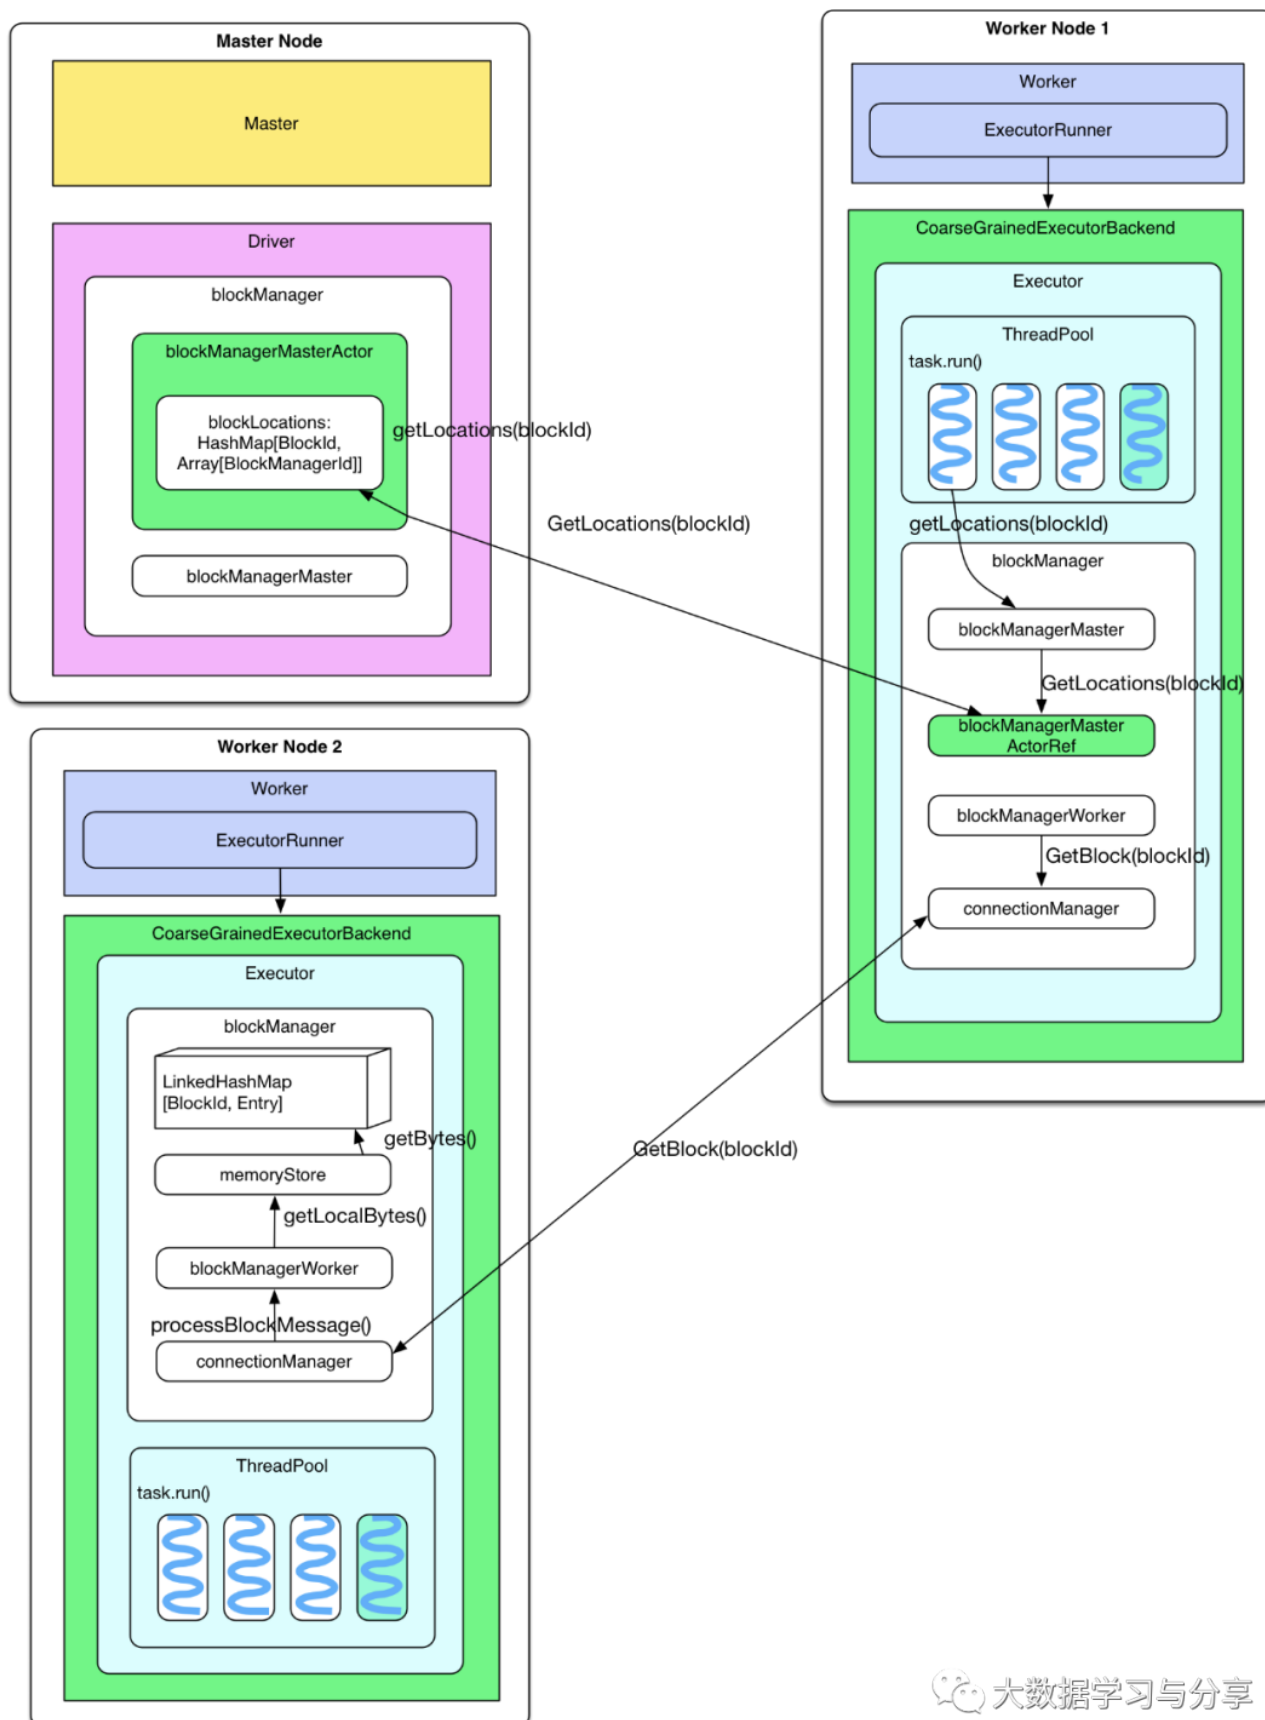 Master Node
Master
Driver
blockManager
blockManagerMasterActor
blockLocations:
HashMap[BlockId,
Array[BlockManagerId]]
getLocations(blockId)
blockManagerMaster
GetLocations(blockId)
Worker Node 1
Worker
ExecutorRunner
CoarseGrainedExecutorBackend
Executor
ThreadPool
task.run()
getLocations(blockId)
blockManager
blockManagerMaster
GetLocations(blockId)
blockManagerMaster
ActorRef
blockManagerWorker
GetBlock(blockId)
connectionManager
Worker Node 2
Worker
ExecutorRunner
CoarseGrainedExecutorBackend
Executor
blockManager
LinkedHashMap
[BlockId, Entry]
getBytes()
memoryStore
getLocalBytes()
blockManagerWorker
processBlockMessage()
connectionManager
GetBlock(blockId)
ThreadPool
task.run()
大数据学习与分享